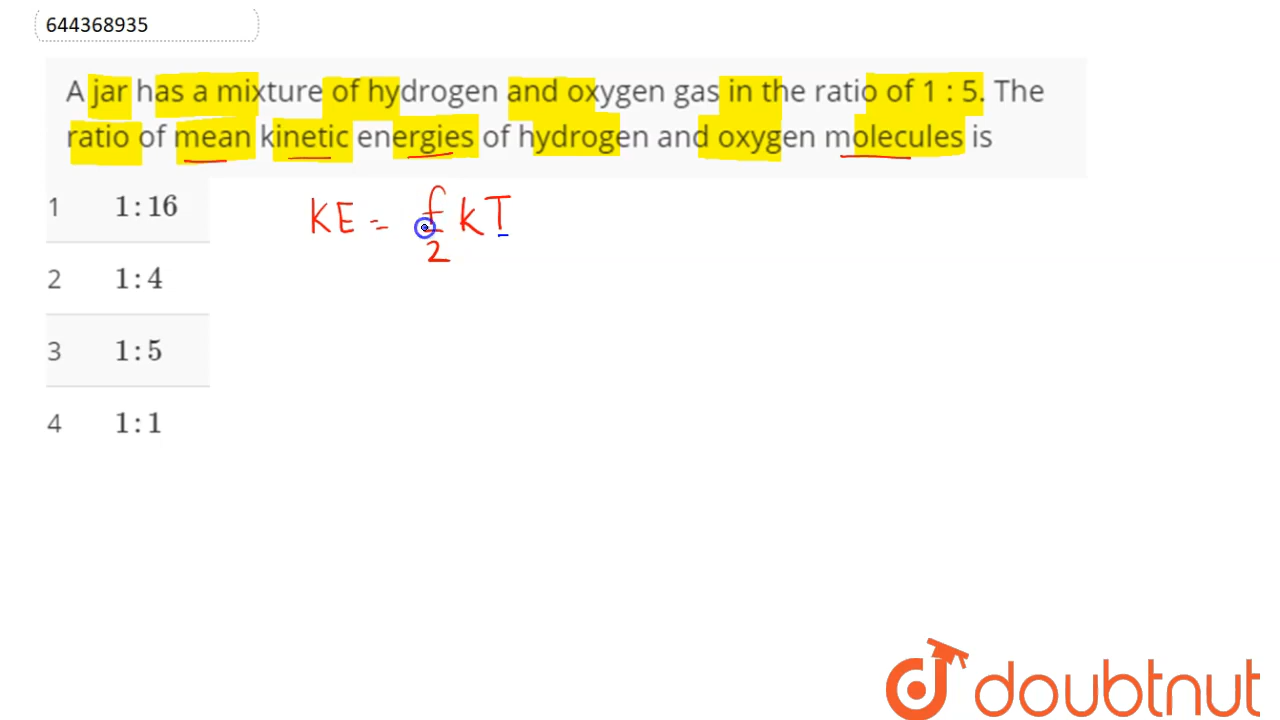 644368935
A jar has a mixture of hydrogen and oxygen gas in the ratio of 1 : 5. The
ratio of mean kinetic energies of hydrogen and oxygen molecules is
1 1 : 16
2 1 : 4
3 1 : 5
4 1 : 1
KE = f/2 kT
doubtnut